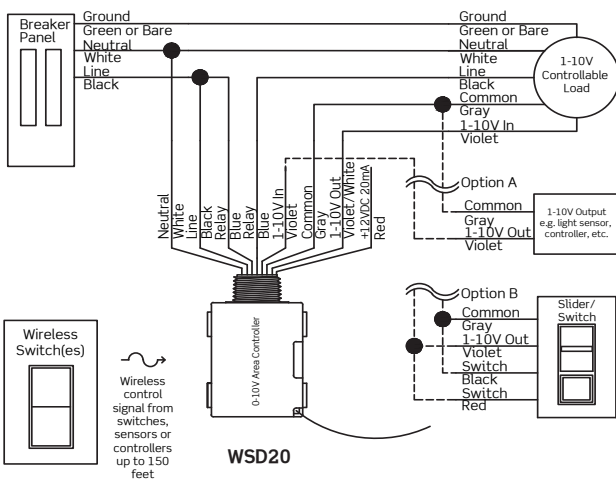 Breaker
Panel
Ground
Green or Bare
Neutral
White
Line
Black
Ground
Green or Bare
Neutral
White
Line
Black
Common
Gray
1-10V In
Violet
1-10V
Controllable
Load
Neutral
White
Line
Black
Relay
Blue
Relay
Blue
1-10V In
Violet
Common
Gray
1-10V Out
Violet/White
+12VDC 20mA
Red
Option A
Common
Gray
1-10V Out
Violet
1-10V Output
e.g. light sensor,
controller, etc.
Option B
Common
Gray
1-10V Out
Violet
Switch
Black
Switch
Red
Slider/
Switch
Wireless
Switch(es)
Wireless
control
signal from
switches,
sensors or
controllers
up to 150
feet
0-10V Area Controller
WSD20